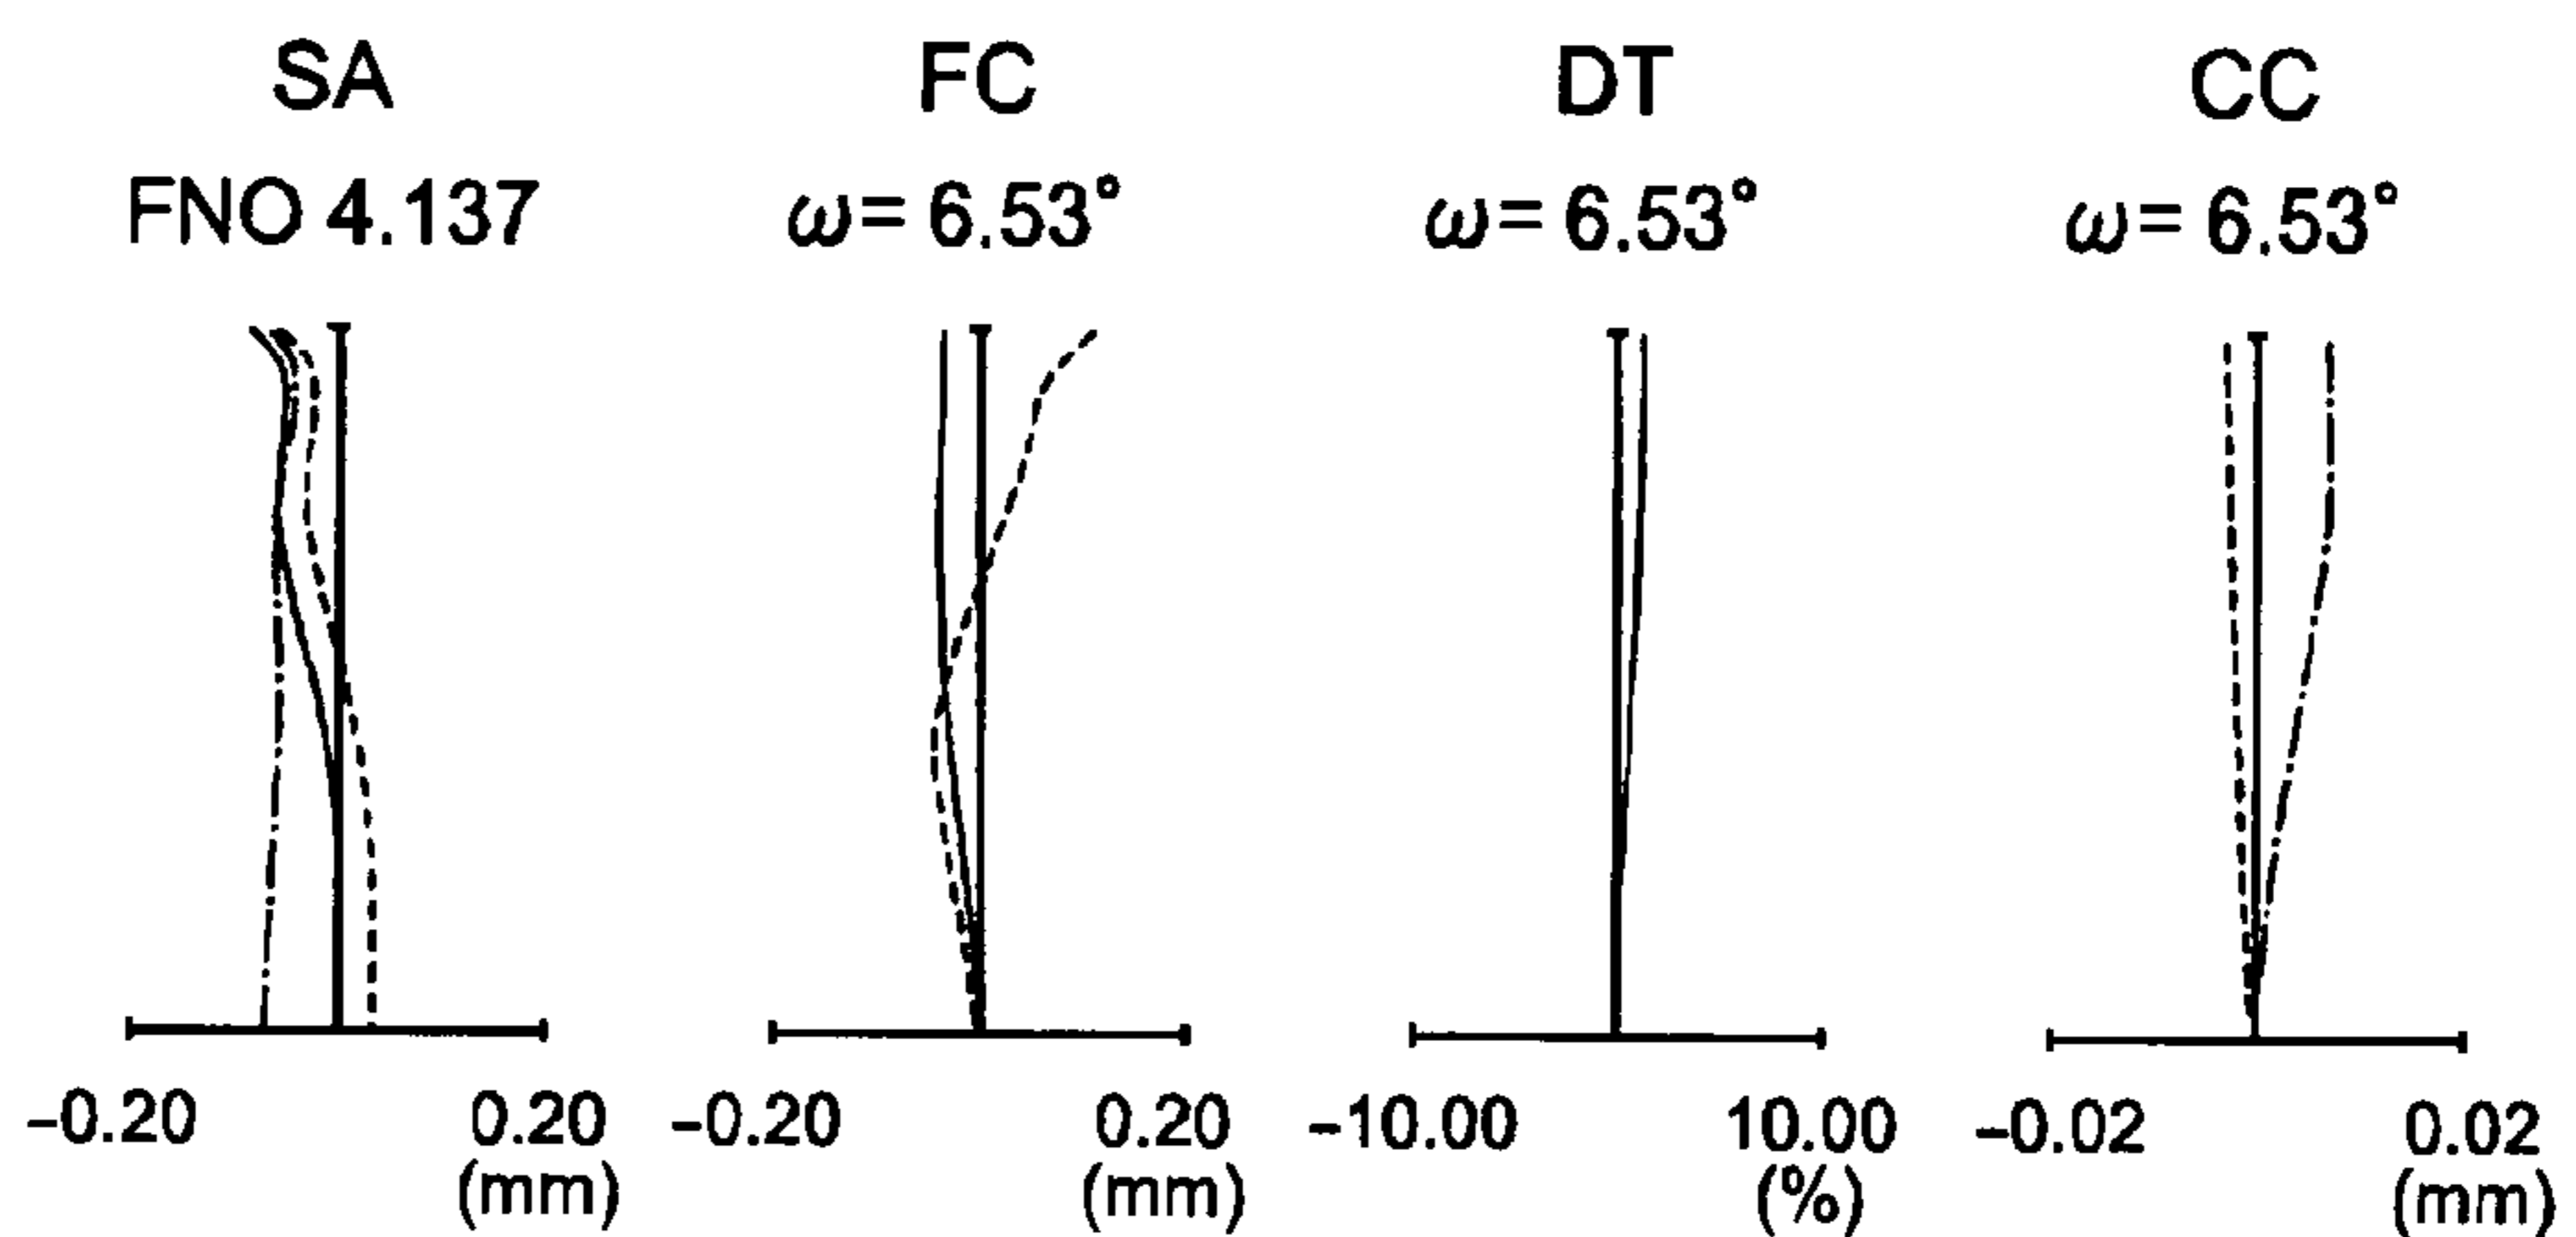 SA FC DT CC
FNO 4.137 ω= 6.53° ω= 6.53° ω= 6.53°
-0.20 0.20 -0.20 0.20 -10.00 10.00 -0.02 0.02
(mm) (mm) (%) (mm)